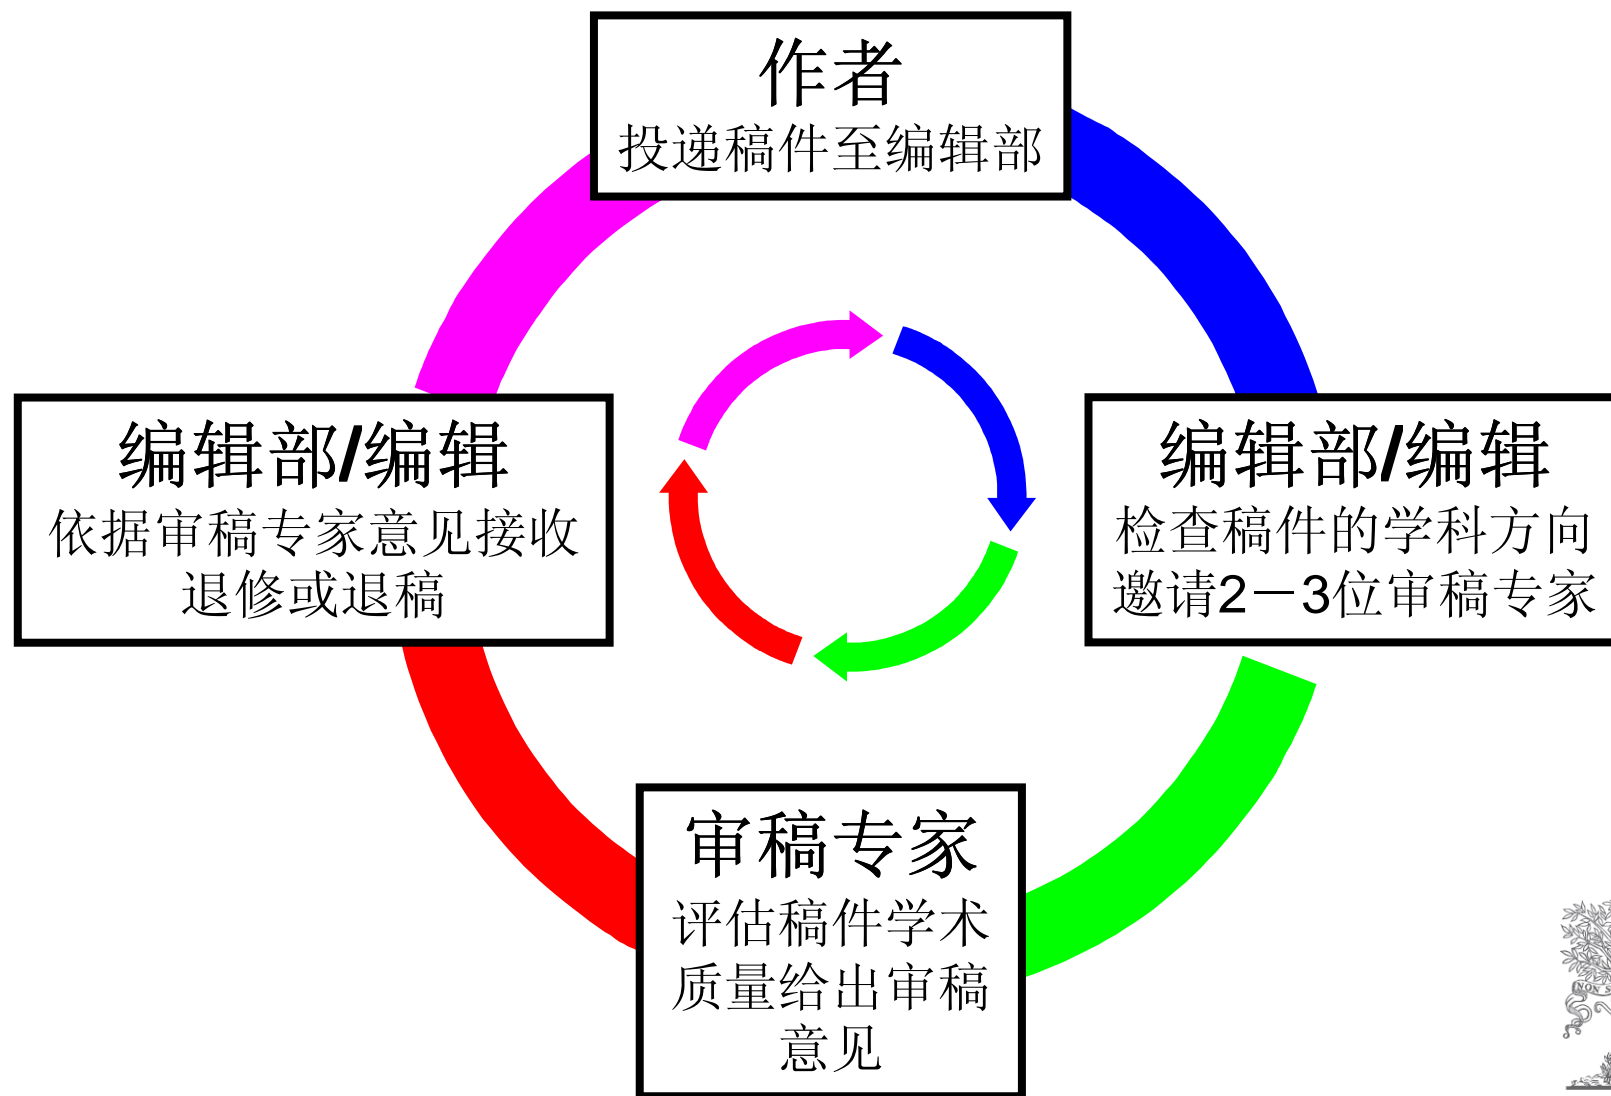 作者
投递稿件至编辑部
编辑部/编辑
依据审稿专家意见接收
退修或退稿
编辑部/编辑
检查稿件的学科方向
邀请2－3位审稿专家
审稿专家
评估稿件学术
质量给出审稿
意见
NON S